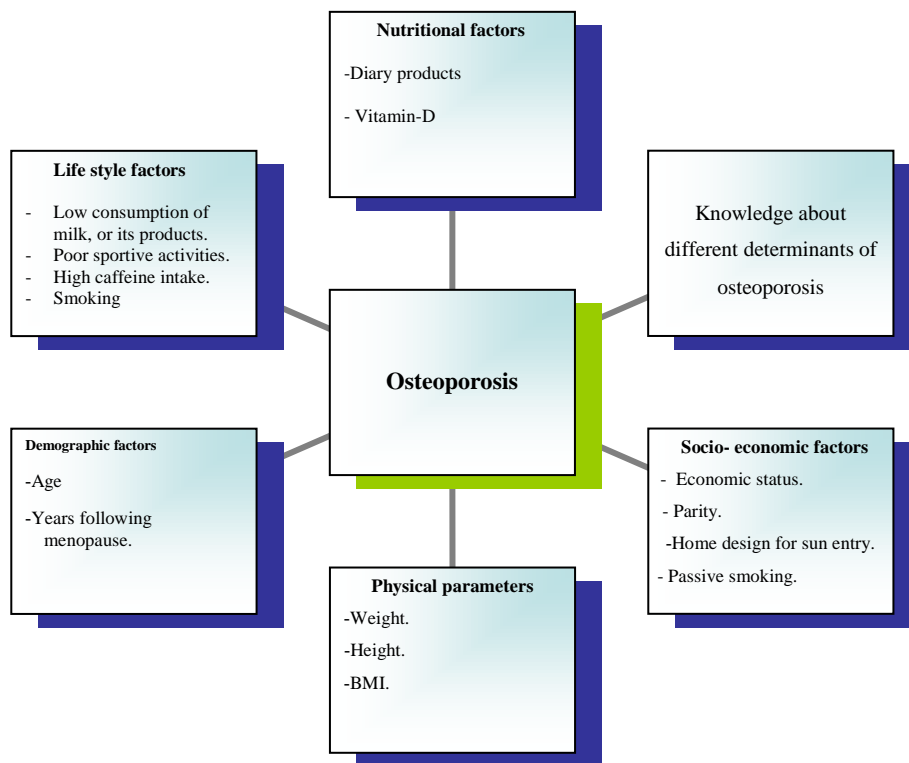 Nutritional factors
-Diary products
- Vitamin-D
Life style factors
- Low consumption of
milk, or its products.
- Poor sportive activities.
- High caffeine intake.
- Smoking
Knowledge about
different determinants of
osteoporosis
Osteoporosis
Demographic factors
-Age
-Years following
menopause.
Socio- economic factors
- Economic status.
- Parity.
-Home design for sun entry.
- Passive smoking.
Physical parameters
-Weight.
-Height.
-BMI.